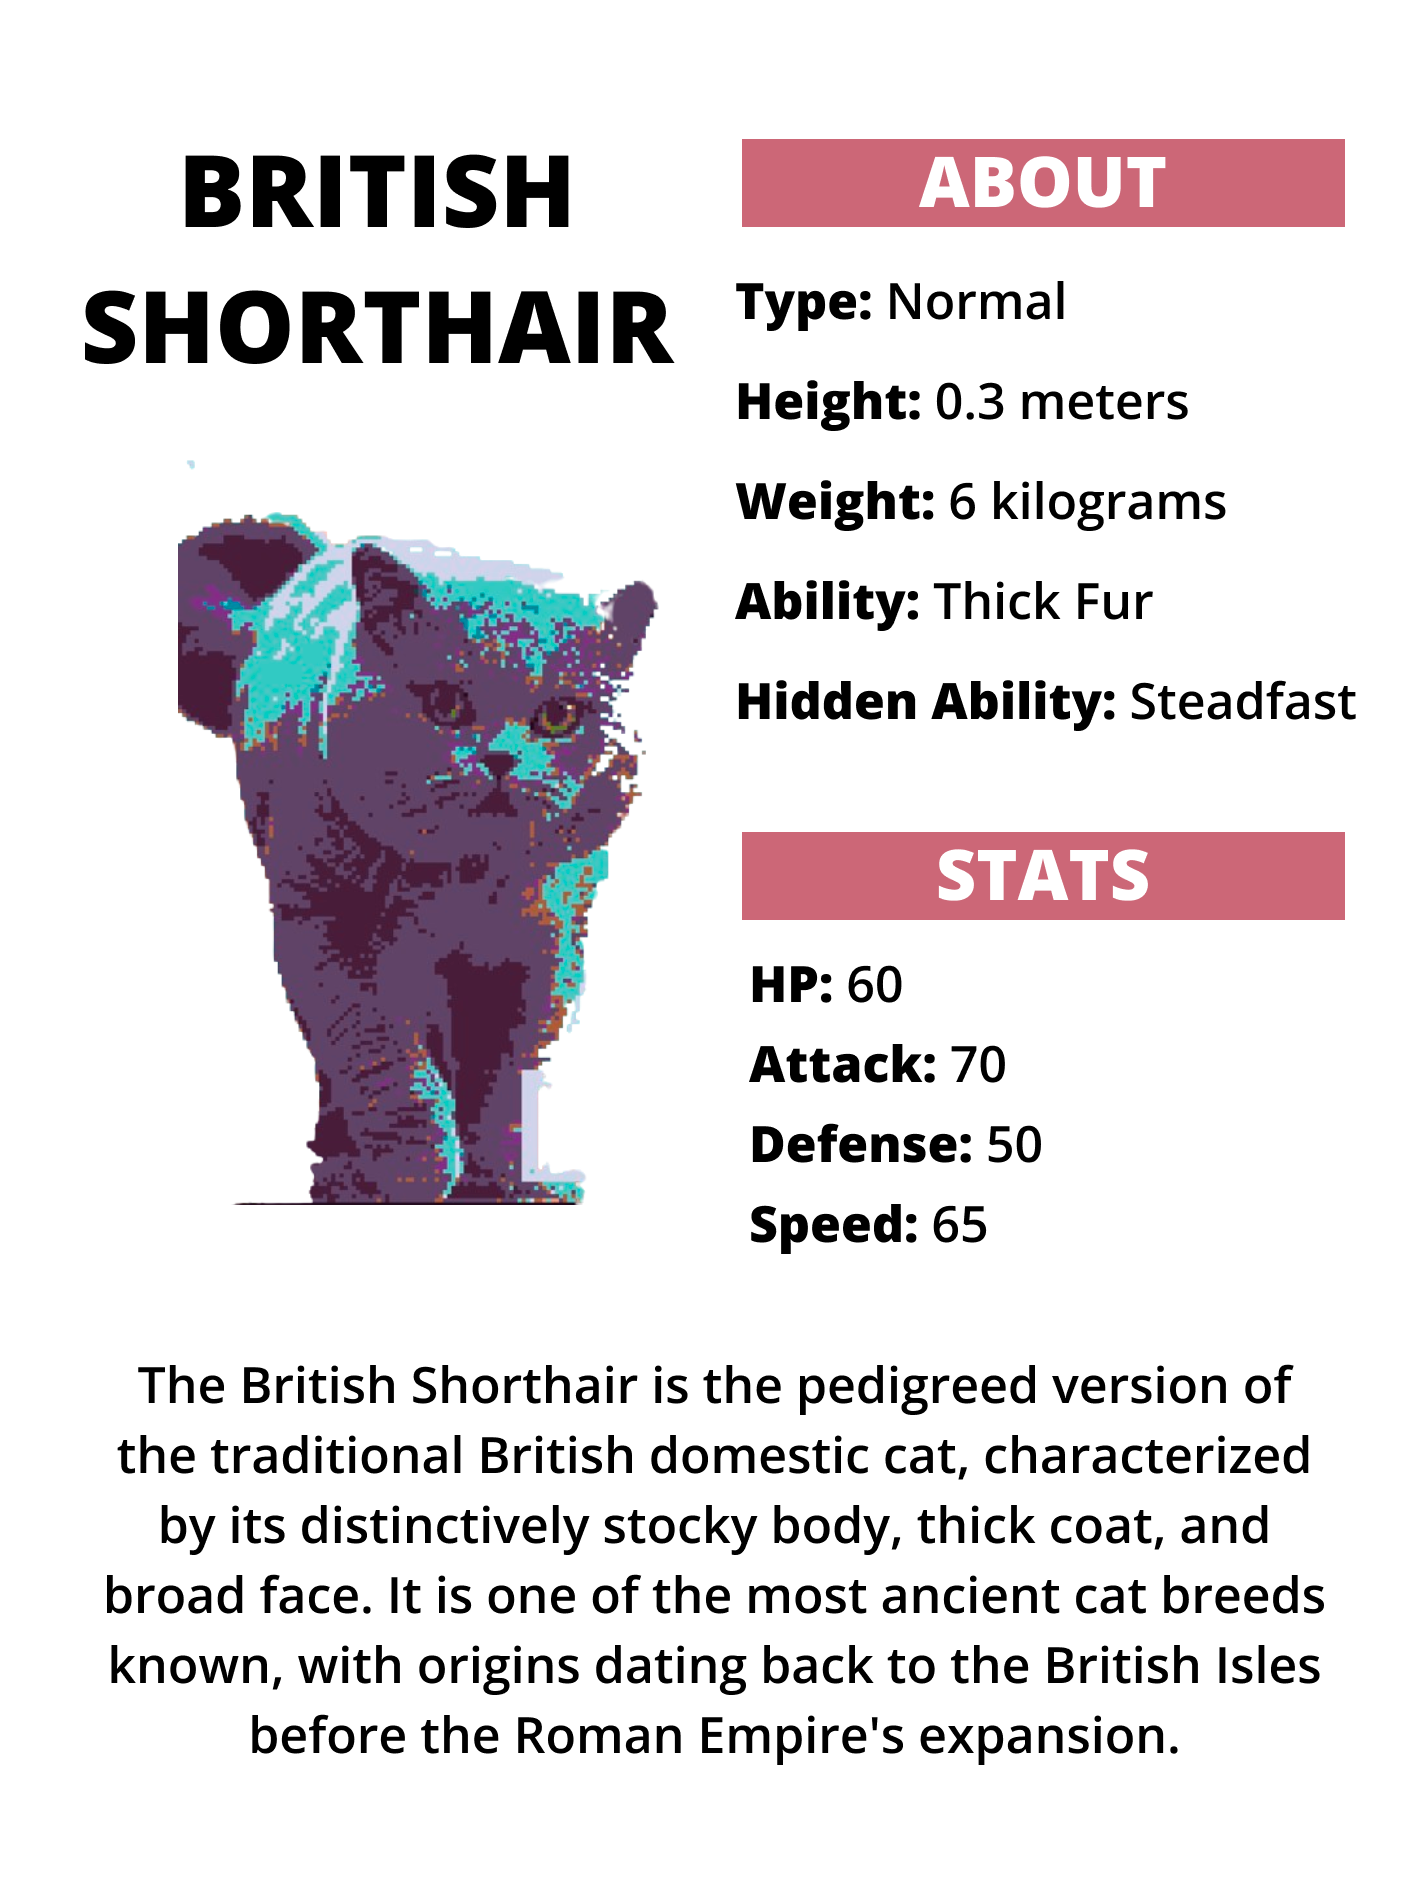 BRITISH
SHORTHAIR
ABOUT
Type: Normal
Height: 0.3 meters
Weight: 6 kilograms
Ability: Thick Fur
Hidden Ability: Steadfast
STATS
HP: 60
Attack: 70
Defense: 50
Speed: 65
The British Shorthair is the pedigreed version of
the traditional British domestic cat, characterized
by its distinctively stocky body, thick coat, and
broad face. It is one of the most ancient cat breeds
known, with origins dating back to the British Isles
before the Roman Empire's expansion.